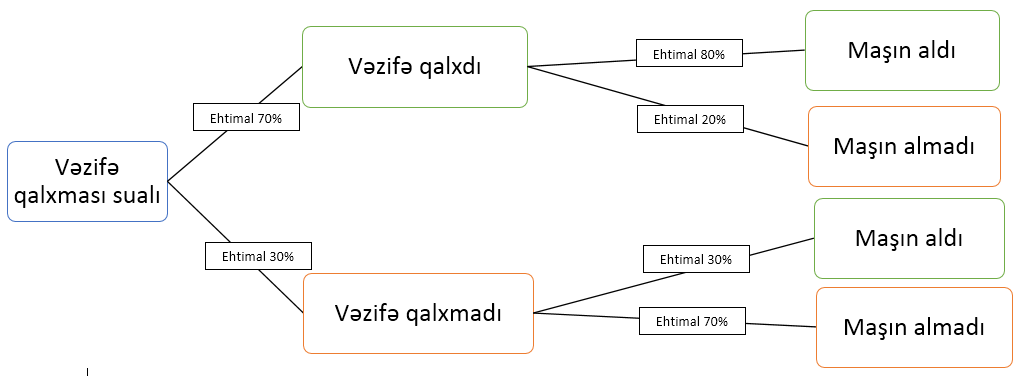 Vəzifə
qalxması sualı
Ehtimal 70%
Vəzifə qalxdı
Ehtimal 80%
Maşın aldı
Ehtimal 20%
Maşın almadı
Ehtimal 30%
Vəzifə qalxmadı
Ehtimal 30%
Maşın aldı
Ehtimal 70%
Maşın almadı